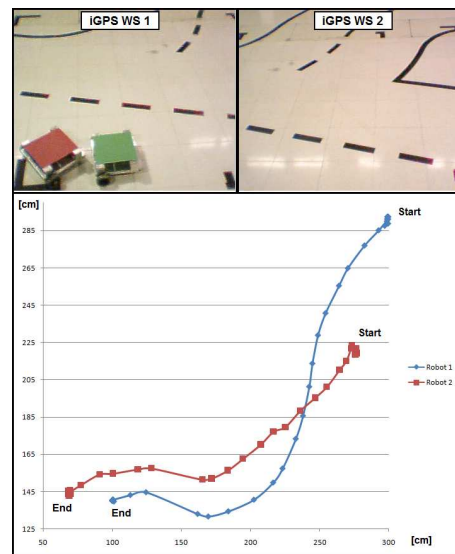 iGPS WS 1
iGPS WS 2
[cm]
Start
285
265
245
Start
225
Robot 1
205
Robot 2
185
165
145
End
End
125
50
100
150
200
250
300
[cm]